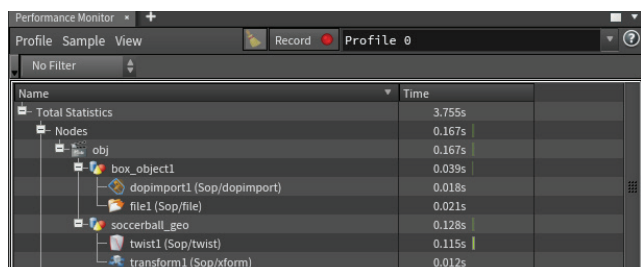 Performance Monitor
Profile Sample View Record Profile 0
No Filter
Name Time
Total Statistics 3.755s
Nodes 0.167s
obj 0.167s
box_object1 0.039s
dopimport1 (Sop/dopimport) 0.018s
file1 (Sop/file) 0.021s
soccerball_geo 0.128s
twist1 (Sop/twist) 0.115s
transform1 (Sop/xform) 0.012s